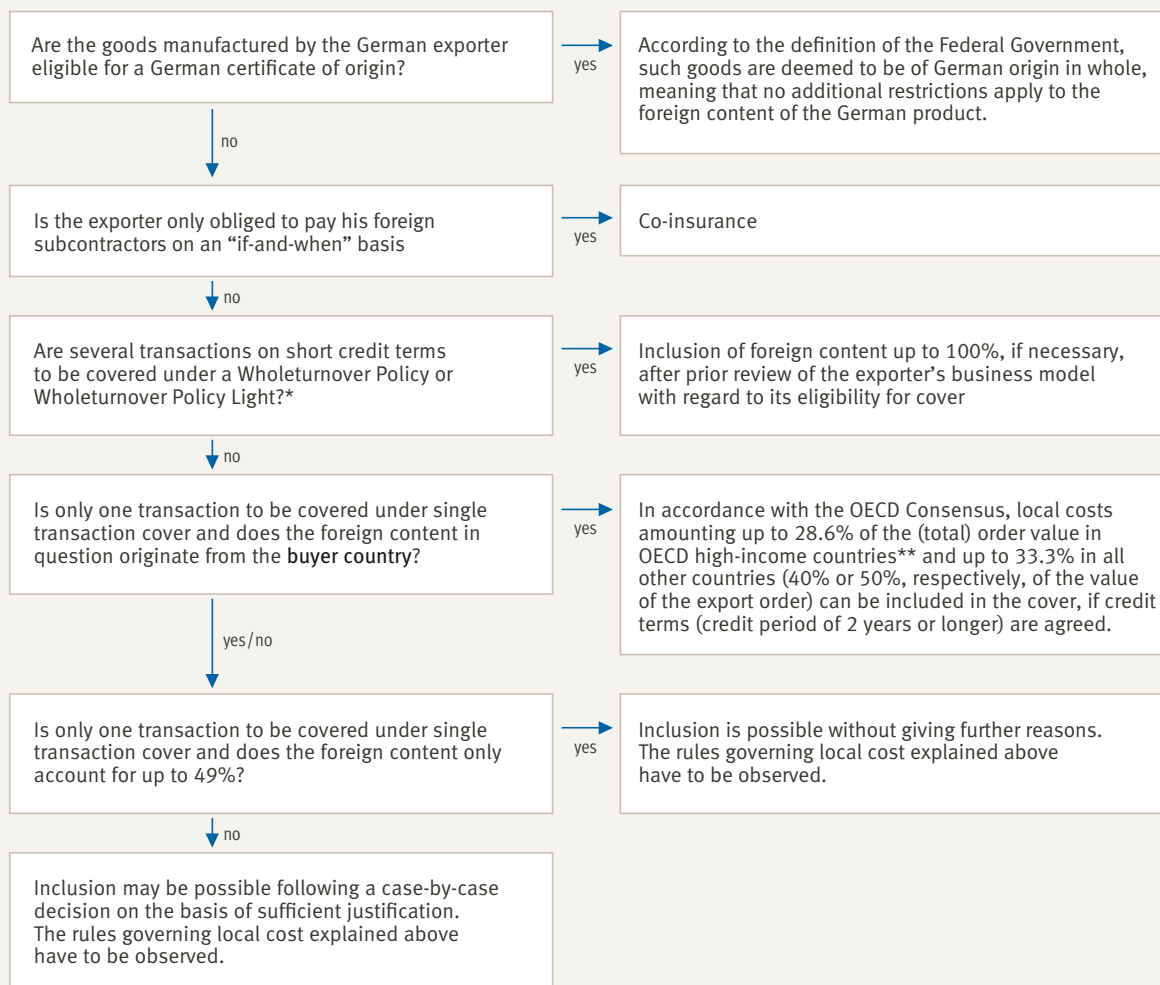 Are the goods manufactured by the German exporter
eligible for a German certificate of origin?
yes
According to the definition of the Federal Government,
such goods are deemed to be of German origin in whole,
meaning that no additional restrictions apply to the
foreign content of the German product.
no
Is the exporter only obliged to pay his foreign
subcontractors on an “if-and-when” basis
yes
Co-insurance
no
Are several transactions on short credit terms
to be covered under a Wholeturnover Policy or
Wholeturnover Policy Light?*
yes
Inclusion of foreign content up to 100%, if necessary,
after prior review of the exporter’s business model
with regard to its eligibility for cover
no
Is only one transaction to be covered under single
transaction cover and does the foreign content in
question originate from the buyer country?
yes
In accordance with the OECD Consensus, local costs
amounting up to 28.6% of the (total) order value in
OECD high-income countries** and up to 33.3% in all
other countries (40% or 50%, respectively, of the value
of the export order) can be included in the cover, if credit
terms (credit period of 2 years or longer) are agreed.
yes/no
Is only one transaction to be covered under single
transaction cover and does the foreign content only
account for up to 49%?
yes
Inclusion is possible without giving further reasons.
The rules governing local cost explained above
have to be observed.
no
Inclusion may be possible following a case-by-case
decision on the basis of sufficient justification.
The rules governing local cost explained above
have to be observed.